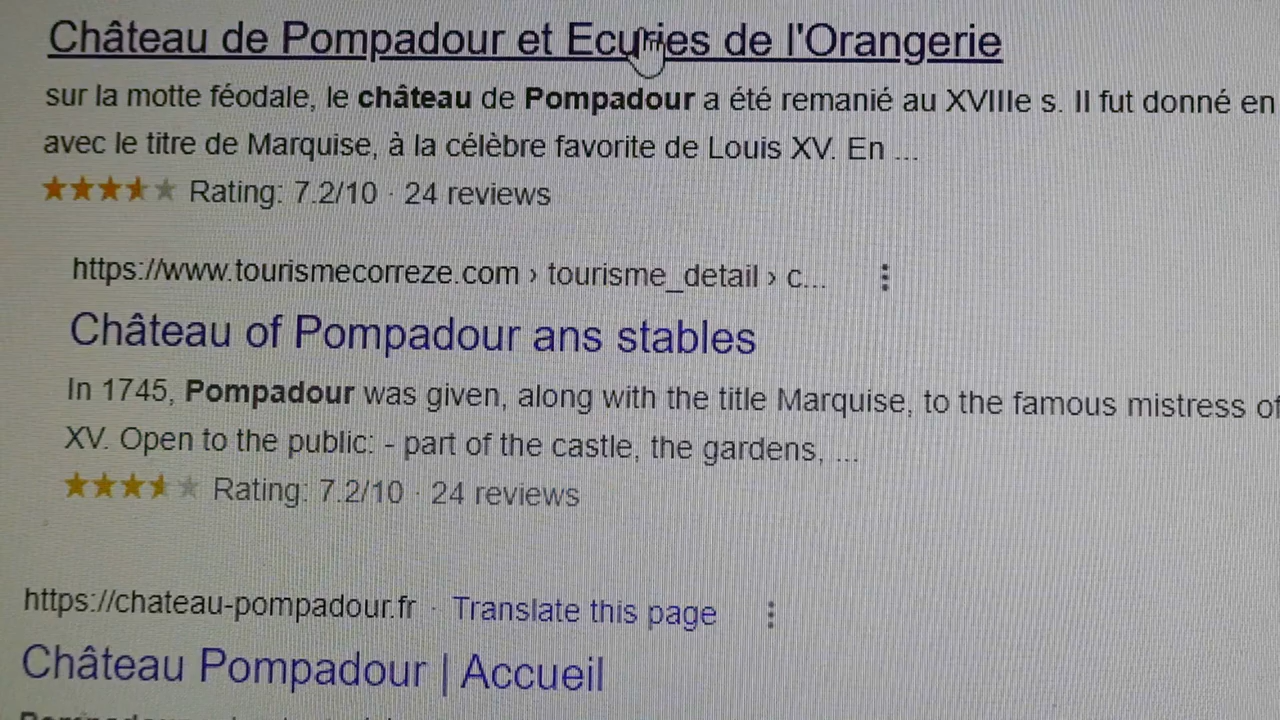 Château de Pompadour et Ecuries de l'Orangerie
sur la motte féodale, le château de Pompadour a été remanié au XVIIIe s. Il fut donné en
avec le titre de Marquise, à la célèbre favorite de Louis XV. En ...
Rating: 7.2/10 · 24 reviews
https://www.tourismecorreze.com › tourisme_detail › c...
Château of Pompadour ans stables
In 1745, Pompadour was given, along with the title Marquise, to the famous mistress of
XV. Open to the public: - part of the castle, the gardens, ...
Rating: 7.2/10 · 24 reviews
https://chateau-pompadour.fr · Translate this page
Château Pompadour | Accueil